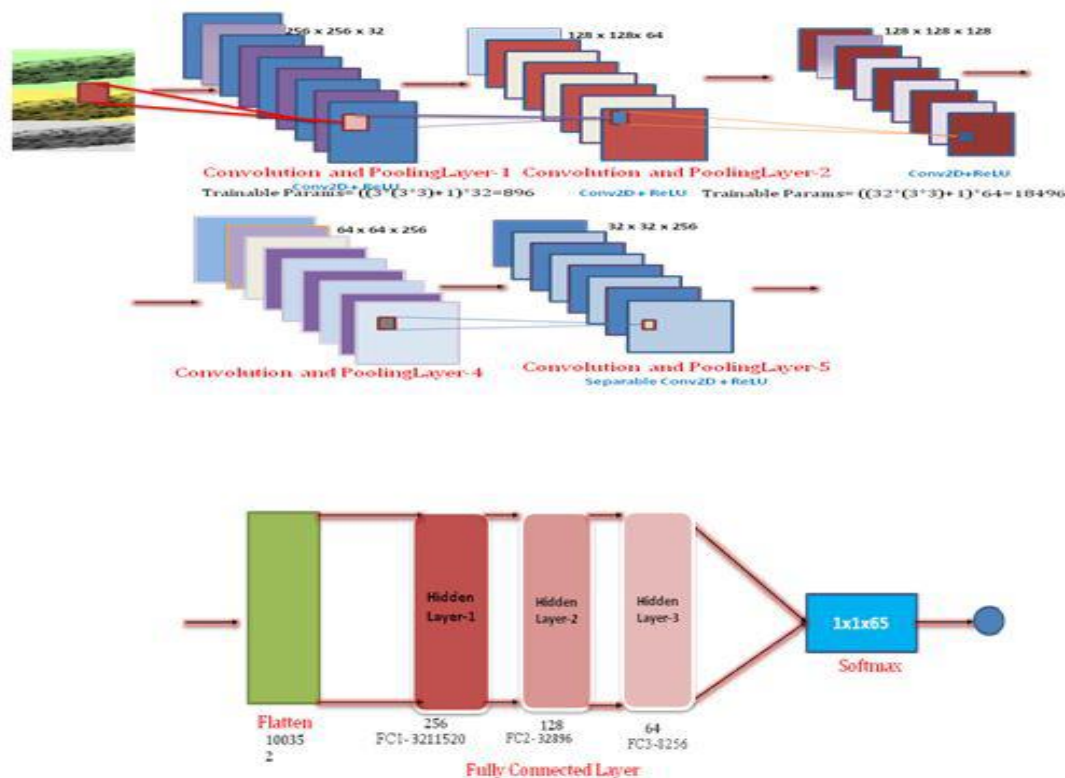 256 x 256 x 32
128 x 128x 64
128 x 128 x 128
Convolution and PoolingLayer-1
Convolution and PoolingLayer-2
Conv2D + ReLU
Conv2D + ReLU
Conv2D+ReLU
Trainable Params= ((3*(3*3)+1)*32=896
Trainable Params= ((32*(3*3)+1)*64=18496
64 x 64 x 256
32 x 32 x 256
Convolution and PoolingLayer-4
Convolution and PoolingLayer-5
Separable Conv2D + ReLU
Hidden
Layer-1
Hidden
Layer-2
Hidden
Layer-3
1x1x65
Softmax
Flatten
10035
2
256
FC1- 3211520
128
FC2- 32896
64
FC3-8256
Fully Connected Layer